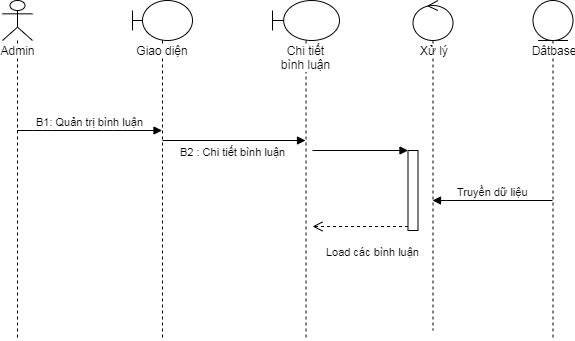 Admin
Giao diện
Chi tiết
bình luận
Xử lý
Dâtbase
B1: Quản trị bình luận
B2 : Chi tiết bình luận
Truyền dữ liệu
Load các bình luận